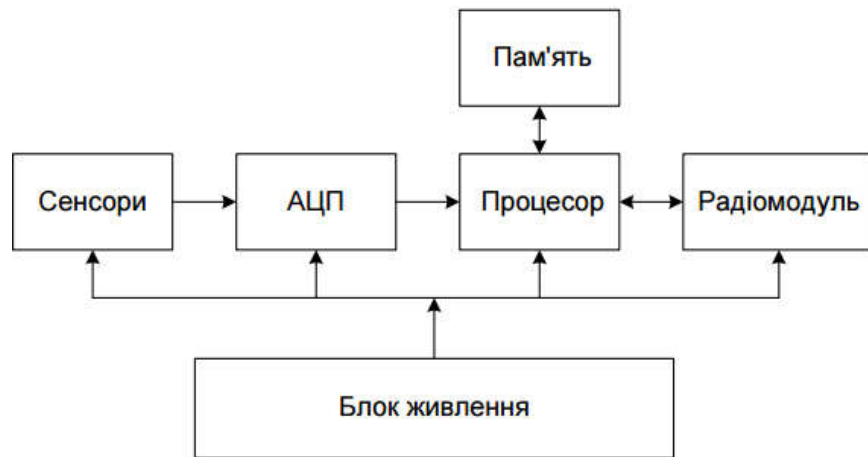 Пам'ять
Сенсори
АЦП
Процесор
Радіомодуль
Блок живлення